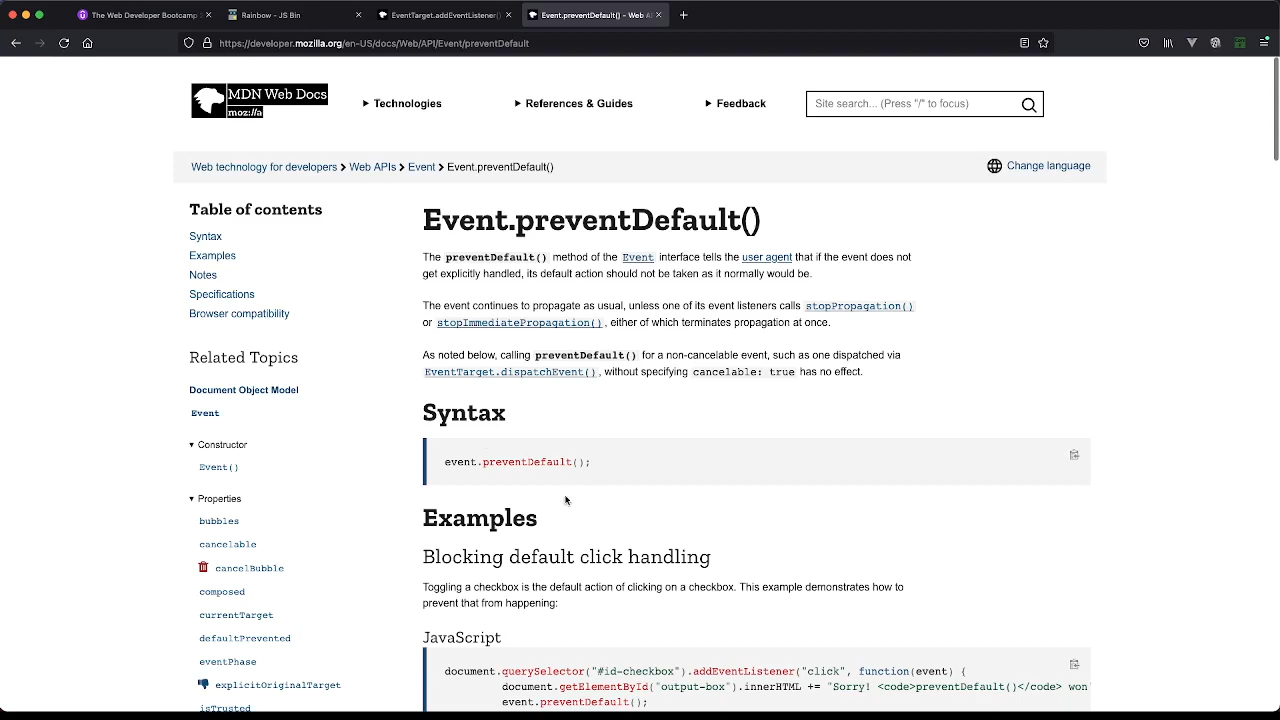 The Web Developer Bootcamp
Rainbow – JS Bin
EventTarget.addEventListener()
Event.preventDefault() - Web A
https://developer.mozilla.org/en-US/docs/Web/API/Event/preventDefault
MDN Web Docs
moz://a
Technologies
References & Guides
Feedback
Site search... (Press "/" to focus)
Web technology for developers > Web APIs > Event > Event.preventDefault()
Change language
Table of contents
Syntax
Examples
Notes
Specifications
Browser compatibility
Related Topics
Document Object Model
Event
Constructor
Event()
Properties
bubbles
cancelable
cancelBubble
composed
currentTarget
defaultPrevented
eventPhase
explicitOriginalTarget
isTrusted
Event.preventDefault()
The preventDefault() method of the Event interface tells the user agent that if the event does not
get explicitly handled, its default action should not be taken as it normally would be.
The event continues to propagate as usual, unless one of its event listeners calls stopPropagation()
or stopImmediatePropagation(), either of which terminates propagation at once.
As noted below, calling preventDefault() for a non-cancelable event, such as one dispatched via
EventTarget.dispatchEvent(), without specifying cancelable: true has no effect.
Syntax
event.preventDefault();
Examples
Blocking default click handling
Toggling a checkbox is the default action of clicking on a checkbox. This example demonstrates how to
prevent that from happening:
JavaScript
document.querySelector("#id-checkbox").addEventListener("click", function(event) {
document.getElementById("output-box").innerHTML += "Sorry! <code>preventDefault()</code> won'
event.preventDefault();